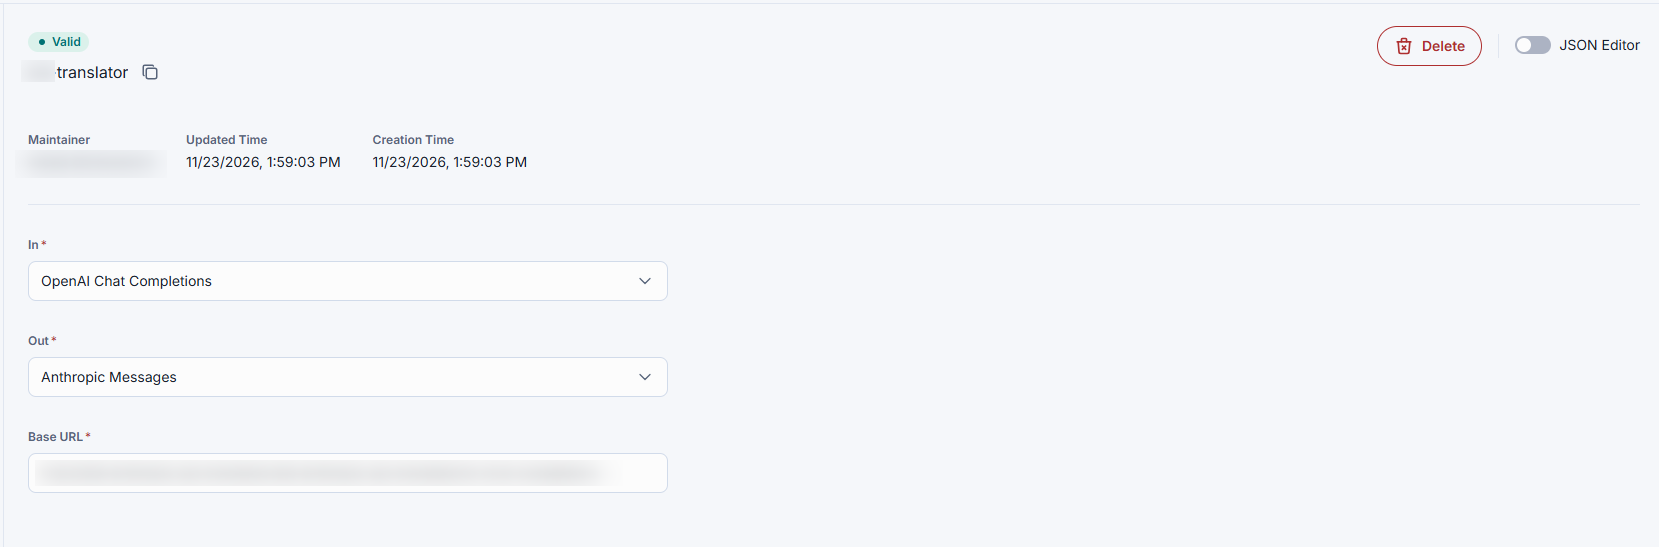 Valid
Delete
JSON Editor
translator
Maintainer
Updated Time
Creation Time
11/23/2026, 1:59:03 PM
11/23/2026, 1:59:03 PM
In *
OpenAI Chat Completions
Out *
Anthropic Messages
Base URL *